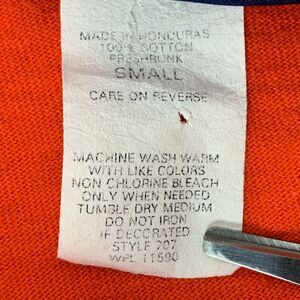 MADE IN HONDURAS
100% COTTON
PRESHRUNK
SMALL
CARE ON REVERSE
MACHINE WASH WARM
WITH LIKE COLORS
NON CHLORINE BLEACH
ONLY WHEN NEEDED
TUMBLE DRY MEDIUM
DO NOT IRON
IF DECORATED
STYLE 707
WPL 11590